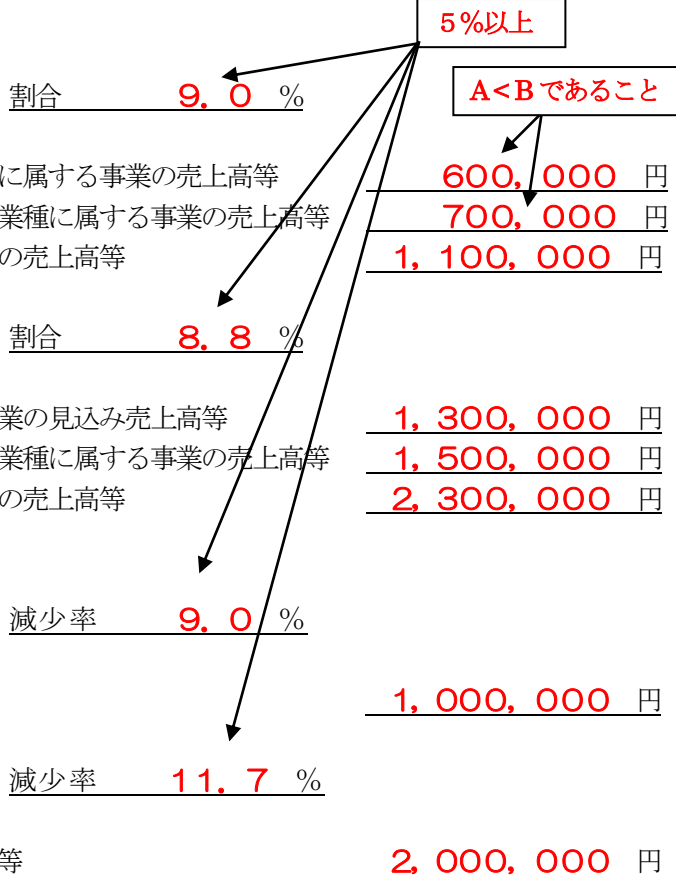 5%以上
割合 9.0 %
A<Bであること
に属する事業の売上高等 600,000 円
業種に属する事業の売上高等 700,000 円
の売上高等 1,100,000 円
割合 8.8 %
業の見込み売上高等 1,300,000 円
業種に属する事業の売上高等 1,500,000 円
の売上高等 2,300,000 円
減少率 9.0 %
1,000,000 円
減少率 11.7 %
等 2,000,000 円